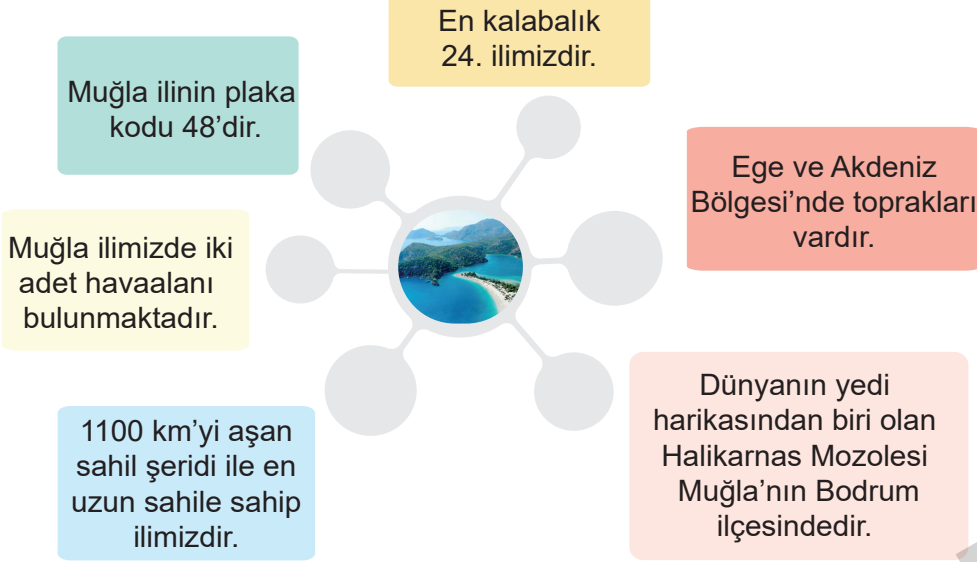 En kalabalık
24. ilimizdir.
Muğla ilinin plaka
kodu 48’dir.
Ege ve Akdeniz
Bölgesi’nde toprakları
vardır.
Muğla ilimizde iki
adet havaalanı
bulunmaktadır.
Dünyanın yedi
harikasından biri olan
Halikarnas Mozolesi
Muğla’nın Bodrum
ilçesindedir.
1100 km’yi aşan
sahil şeridi ile en
uzun sahile sahip
ilimizdir.